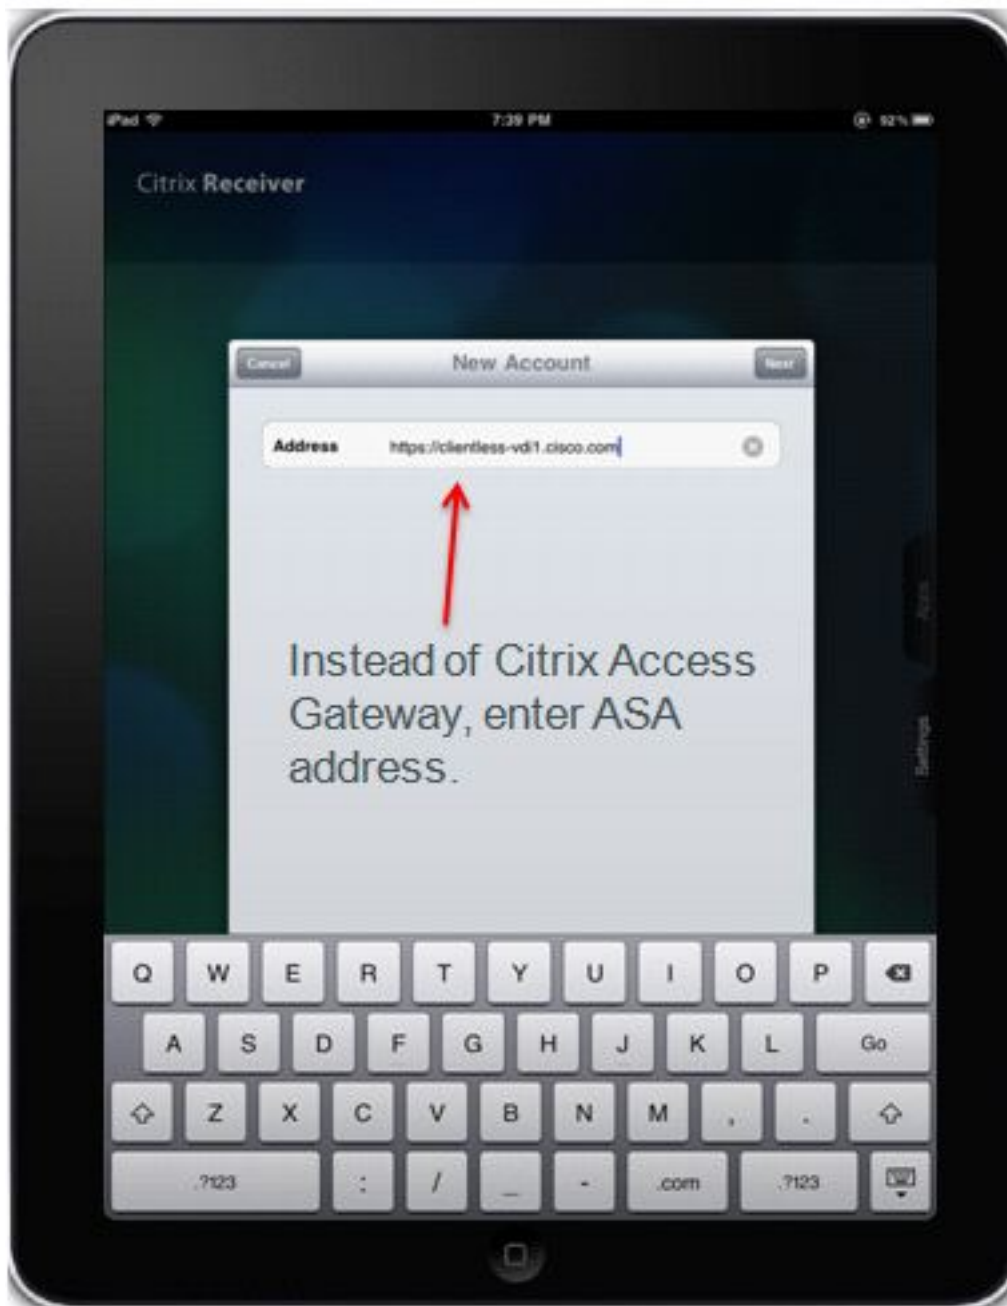 iPad 7:39 PM 92%
Citrix Receiver
Cancel New Account Next
Address https://clientless-vdi1.cisco.com
Instead of Citrix Access
Gateway, enter ASA
address.
Apps
Settings
Q W E R T Y U I O P
A S D F G H J K L Go
Z X C V B N M , .
.?123 : / _ - .com .?123